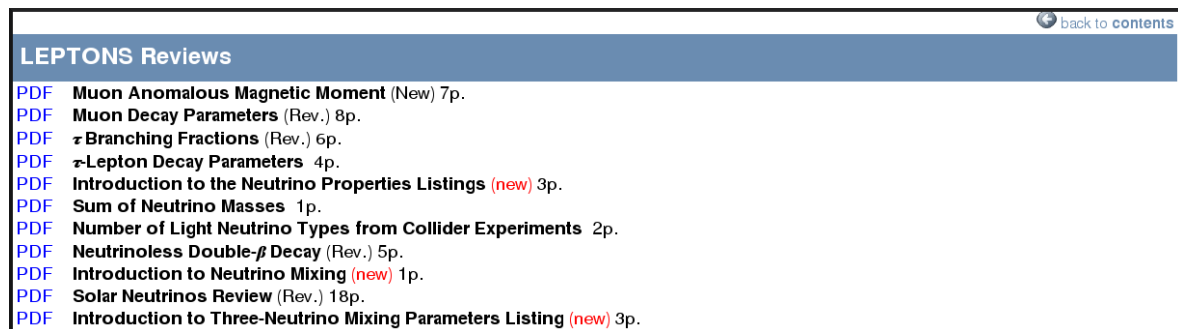 back to contents
LEPTONS Reviews
PDF Muon Anomalous Magnetic Moment (New) 7p.
PDF Muon Decay Parameters (Rev.) 8p.
PDF τ Branching Fractions (Rev.) 6p.
PDF τ-Lepton Decay Parameters 4p.
PDF Introduction to the Neutrino Properties Listings (new) 3p.
PDF Sum of Neutrino Masses 1p.
PDF Number of Light Neutrino Types from Collider Experiments 2p.
PDF Neutrinoless Double-β Decay (Rev.) 5p.
PDF Introduction to Neutrino Mixing (new) 1p.
PDF Solar Neutrinos Review (Rev.) 18p.
PDF Introduction to Three-Neutrino Mixing Parameters Listing (new) 3p.